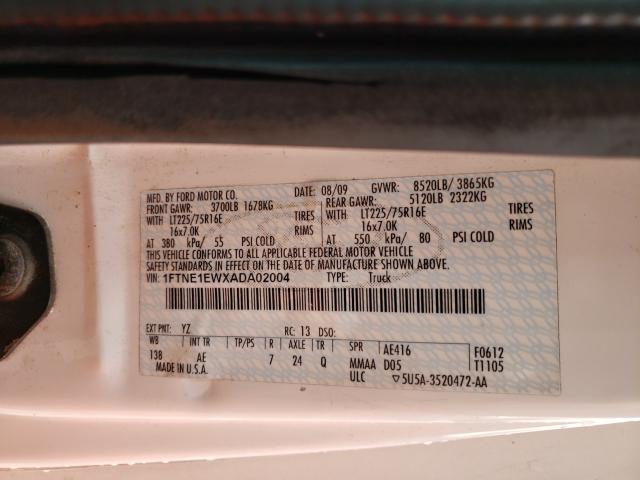 MFD. BY FORD MOTOR CO.
DATE: 08/09 GVWR: 8520LB/ 3865KG
FRONT GAWR: 3700LB 1678KG
REAR GAWR: 5120LB 2322KG
WITH LT225/75R16E TIRES
WITH LT225/75R16E TIRES
16x7.0K RIMS
16x7.0K RIMS
AT 380 kPa/ 55 PSI COLD
AT 550 kPa/ 80 PSI COLD
THIS VEHICLE CONFORMS TO ALL APPLICABLE FEDERAL MOTOR VEHICLE
SAFETY STANDARDS IN EFFECT ON THE DATE OF MANUFACTURE SHOWN ABOVE.
VIN: 1FTNE1EWXADA02004 TYPE: Truck
EXT PNT: YZ RC: 13 DSO:
WB INT TR TP/PS R AXLE TR SPR AE416 F0612
138 AE 7 24 Q MMAA D05 T1105
MADE IN U.S.A. ULC ▽5U5A-3520472-AA